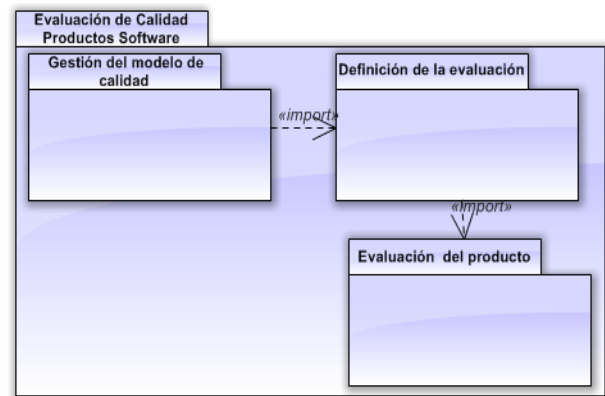 Evaluación de Calidad
Productos Software
Gestión del modelo de
calidad
Definición de la evaluación
«import»
«Import»
Evaluación del producto